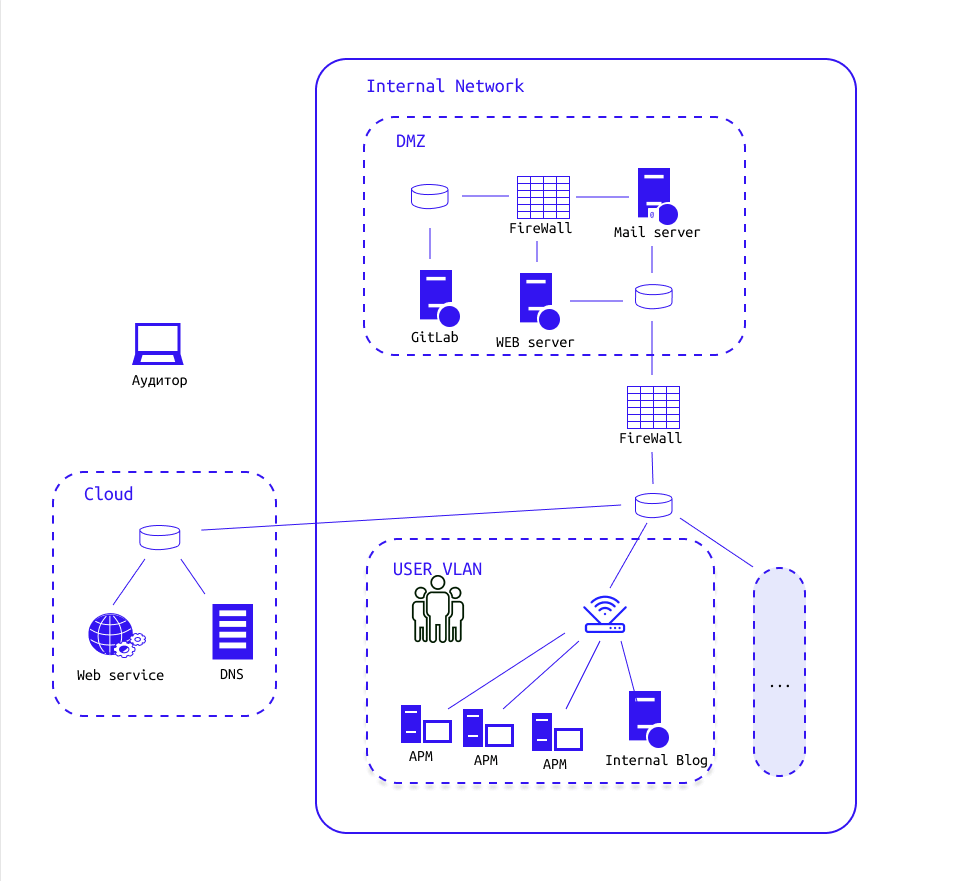 Internal Network
DMZ
FireWall
Mail server
GitLab
WEB server
Аудитор
FireWall
Cloud
Web service
DNS
USER VLAN
АРМ
АРМ
АРМ
Internal Blog
...
@